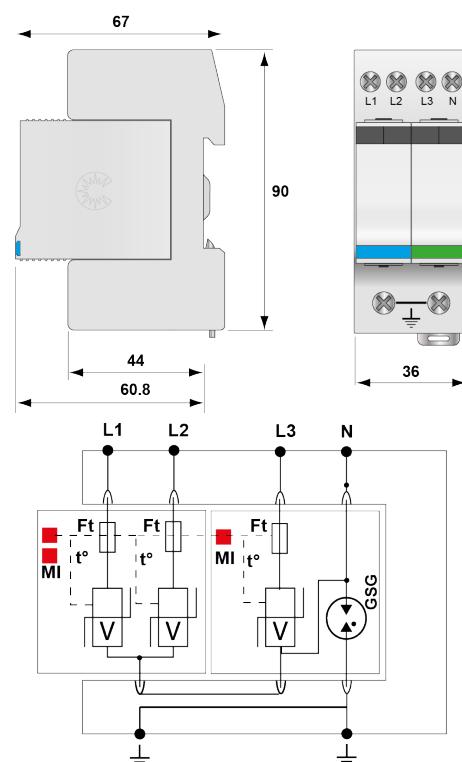 67
L1 L2 L3 N
90
44
60.8
36
L1 L2 L3 N
Ft Ft Ft
MI t° t° MI t°
GSG
V V V